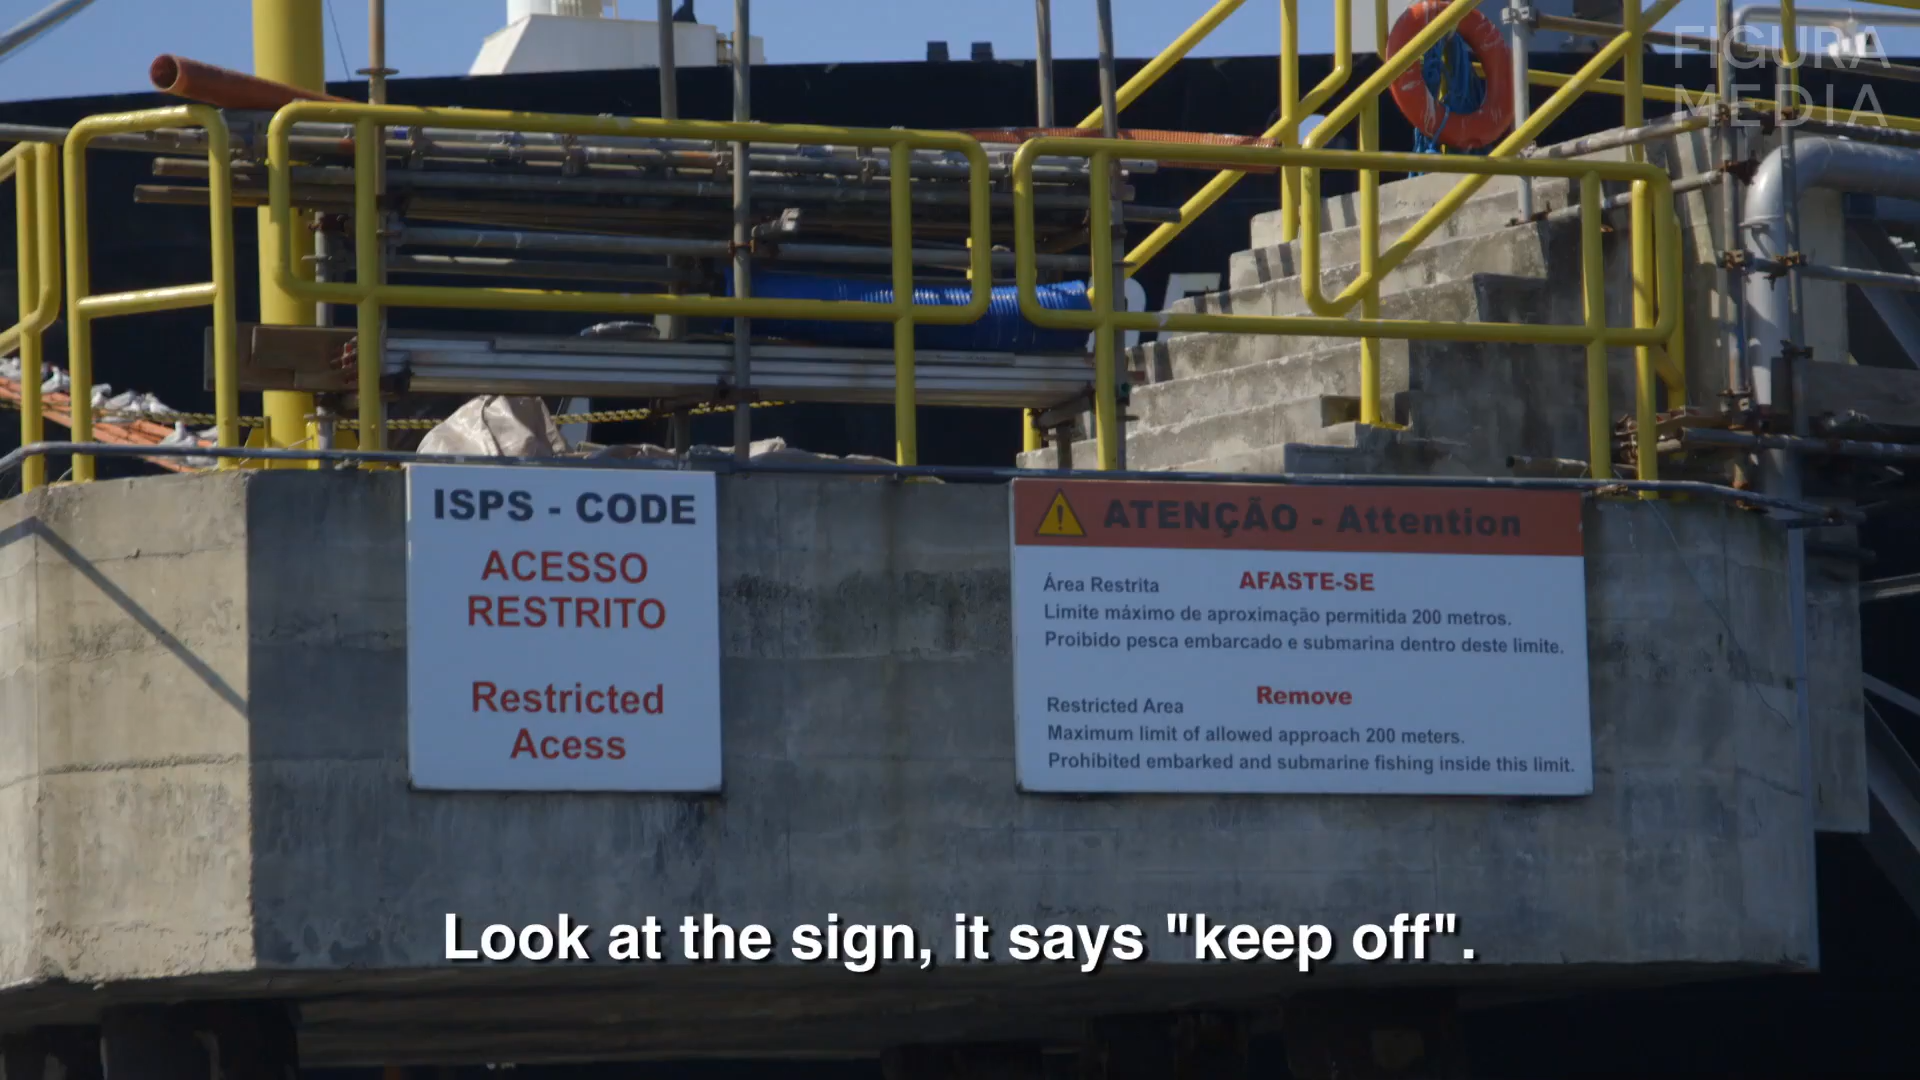 FIGURA
MEDIA
ISPS - CODE
ACESSO
RESTRITO
Restricted
Acess
ATENÇÃO - Attention
Área Restrita AFASTE-SE
Limite máximo de aproximação permitida 200 metros.
Proibido pesca embarcado e submarina dentro deste limite.
Restricted Area Remove
Maximum limit of allowed approach 200 meters.
Prohibited embarked and submarine fishing inside this limit.
Look at the sign, it says "keep off".